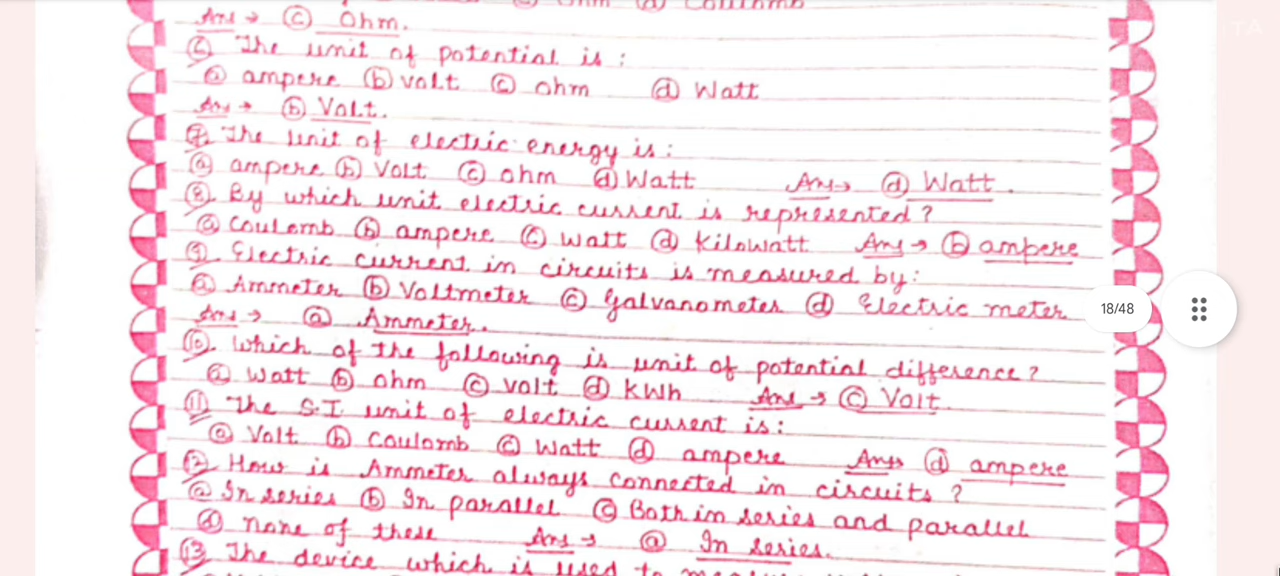 Ans → ⓒ Ohm.
⑥ The unit of potential is :
ⓐ ampere ⓑ volt ⓒ ohm ⓓ Watt
Ans → ⓑ Volt.
⑦. The unit of electric energy is :
ⓐ ampere ⓑ Volt ⓒ ohm ⓓ Watt Ans → ⓓ Watt.
⑧. By which unit electric current is represented ?
ⓐ Coulomb ⓑ ampere ⓒ Watt ⓓ kilowatt Ans → ⓑ ampere
⑨. Electric current in circuits is measured by :
ⓐ Ammeter ⓑ Voltmeter ⓒ Galvanometer ⓓ Electric meter
Ans → ⓐ Ammeter.
⑩. Which of the following is unit of potential difference ?
ⓐ Watt ⓑ ohm ⓒ volt ⓓ kWh Ans → ⓒ Volt.
⑪ The S.I unit of electric current is :
ⓐ Volt ⓑ Coulomb ⓒ Watt ⓓ ampere Ans → ⓓ ampere
⑫. How is Ammeter always connected in circuits ?
ⓐ In series ⓑ In parallel ⓒ Both in series and parallel
ⓓ none of these Ans → ⓐ In series.
⑬. The device which is used to
18/48